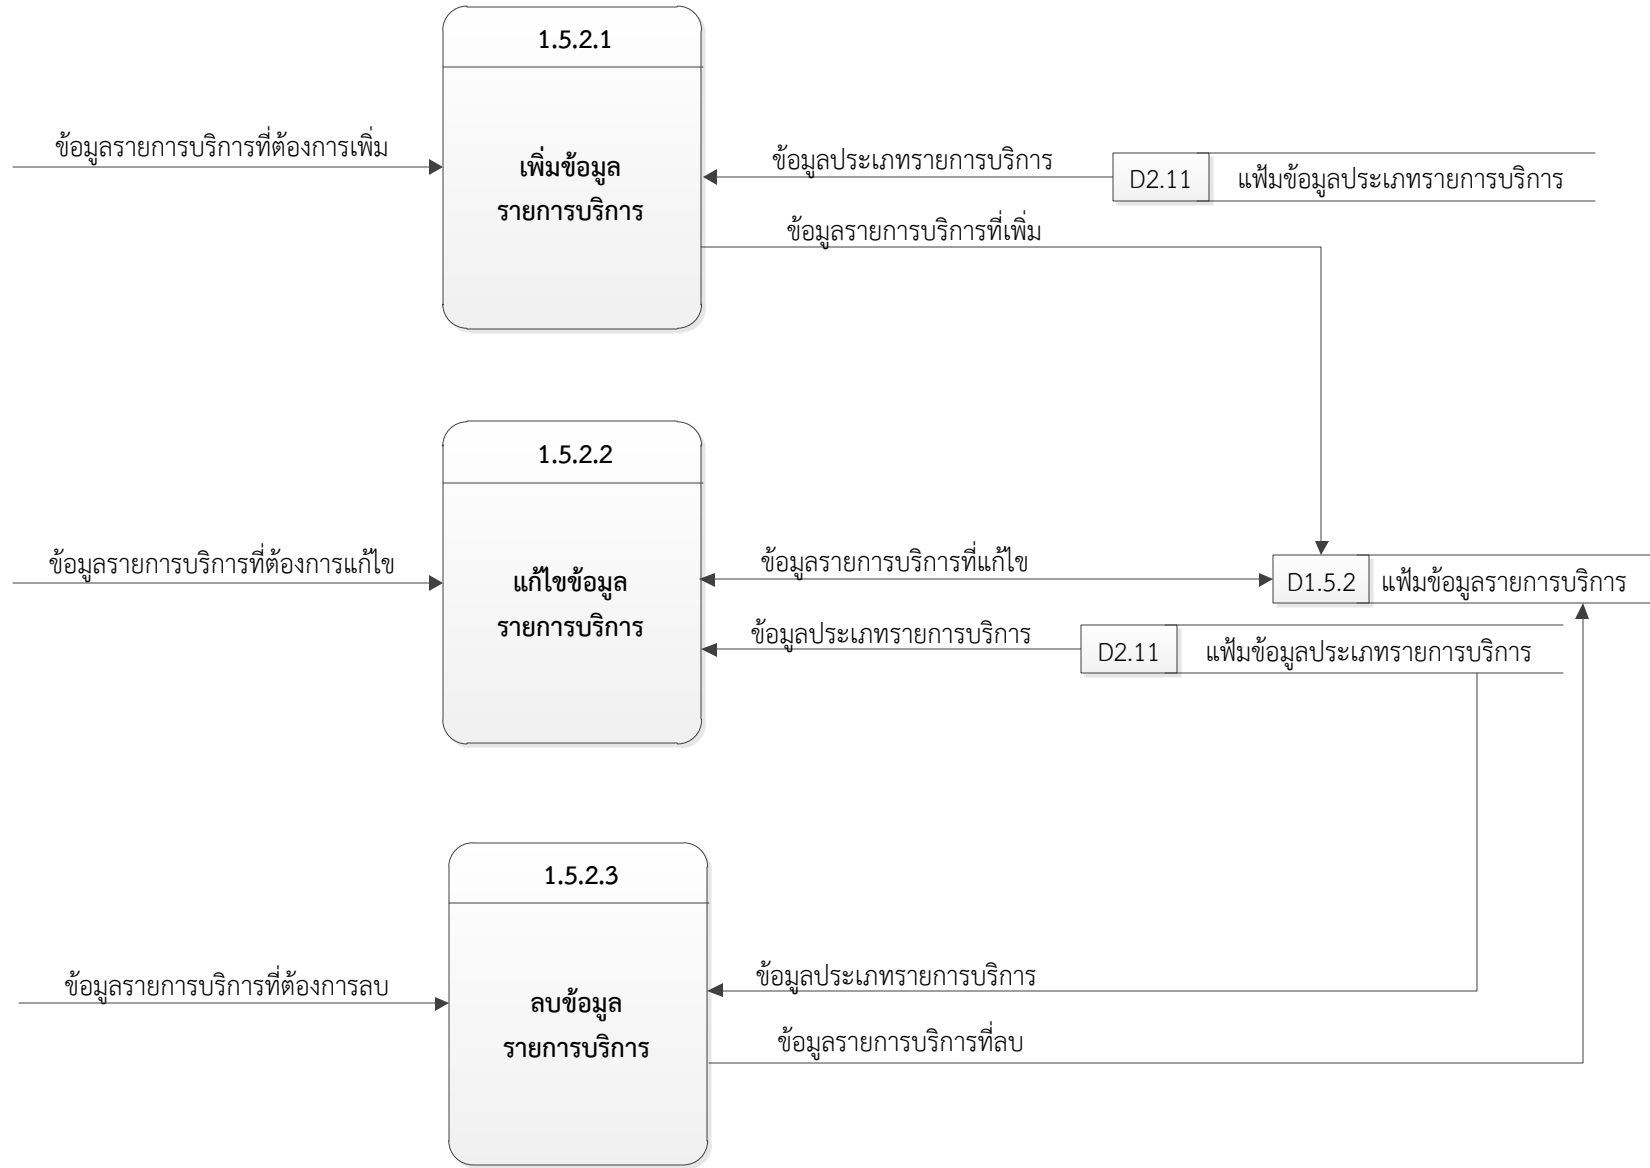 1.5.2.1
ข้อมูลรายการบริการที่ต้องการเพิ่ม
เพิ่มข้อมูล
รายการบริการ
ข้อมูลประเภทรายการบริการ
D2.11
แฟ้มข้อมูลประเภทรายการบริการ
ข้อมูลรายการบริการที่เพิ่ม
1.5.2.2
ข้อมูลรายการบริการที่ต้องการแก้ไข
แก้ไขข้อมูล
รายการบริการ
ข้อมูลรายการบริการที่แก้ไข
D1.5.2
แฟ้มข้อมูลรายการบริการ
ข้อมูลประเภทรายการบริการ
D2.11
แฟ้มข้อมูลประเภทรายการบริการ
1.5.2.3
ข้อมูลรายการบริการที่ต้องการลบ
ลบข้อมูล
รายการบริการ
ข้อมูลประเภทรายการบริการ
ข้อมูลรายการบริการที่ลบ